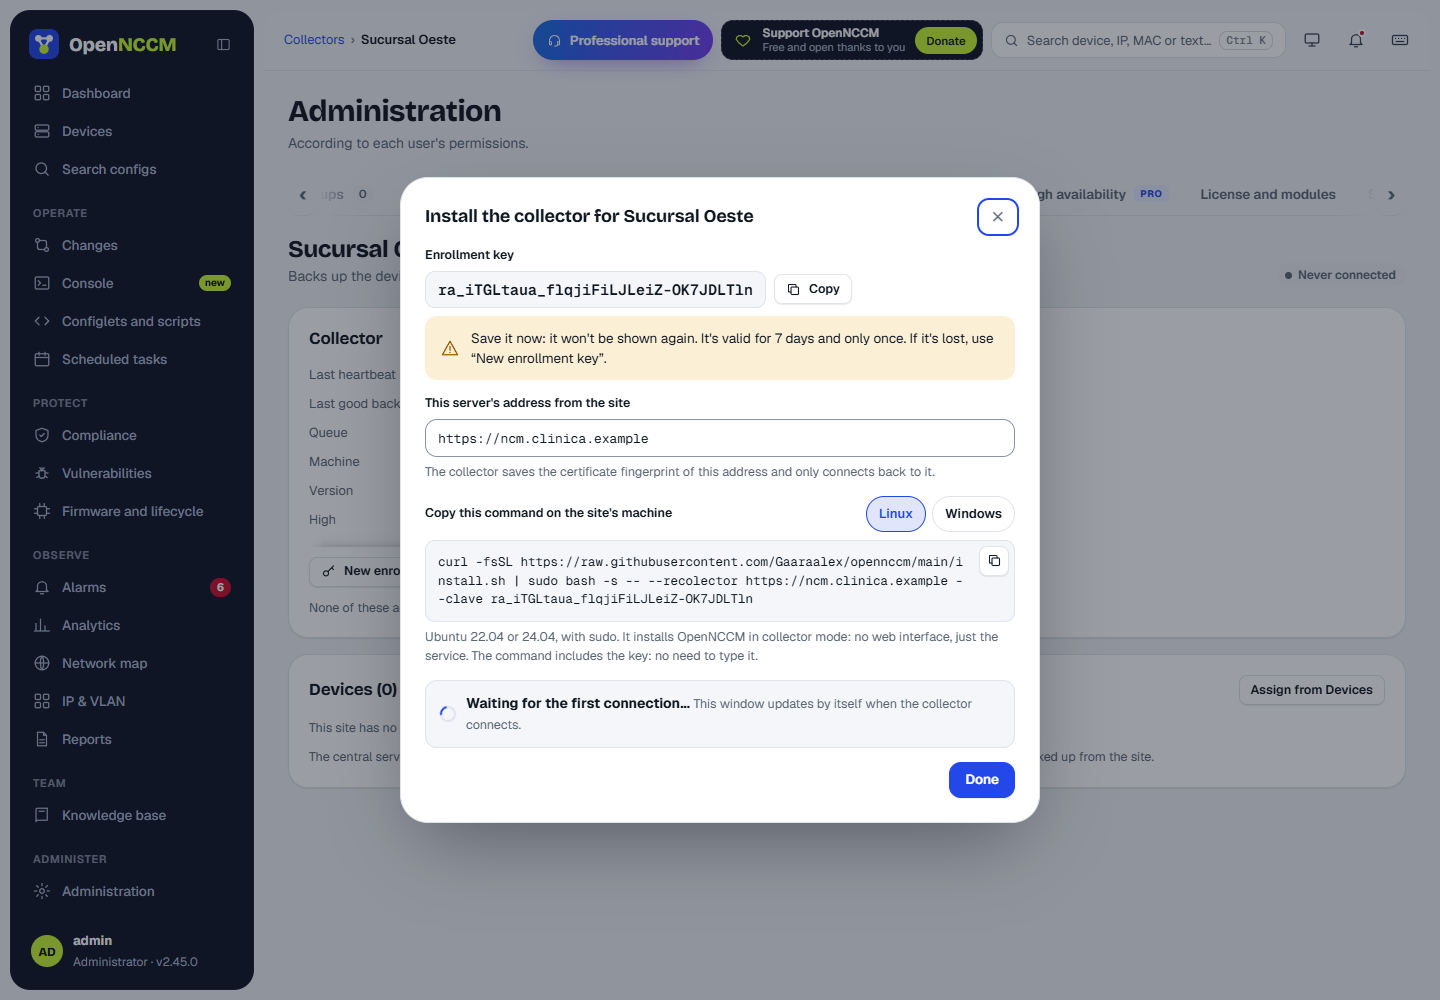 OpenNCCM
Dashboard
Devices
Search configs
OPERATE
Changes
Console
new
Configlets and scripts
Scheduled tasks
PROTECT
Compliance
Vulnerabilities
Firmware and lifecycle
OBSERVE
Alarms
6
Analytics
Network map
IP & VLAN
Reports
TEAM
Knowledge base
ADMINISTER
Administration
AD
admin
Administrator · v2.45.0
Collectors › Sucursal Oeste
Professional support
Support OpenNCCM
Free and open thanks to you
Donate
Search device, IP, MAC or text...
Ctrl K
Administration
According to each user's permissions.
‹ ups 0
gh availability PRO
License and modules
›
Sucursal
Backs up the devi
Never connected
Collector
Last heartbeat
Last good back
Queue
Machine
Version
High
New enro
None of these a
Devices (0)
Assign from Devices
This site has no
The central serv
ked up from the site.
Install the collector for Sucursal Oeste
Enrollment key
ra_iTGLtaua_flqjiFiLJLeiZ-OK7JDLTln
Copy
Save it now: it won't be shown again. It's valid for 7 days and only once. If it's lost, use
“New enrollment key”.
This server's address from the site
https://ncm.clinica.example
The collector saves the certificate fingerprint of this address and only connects back to it.
Copy this command on the site's machine
Linux
Windows
curl -fsSL https://raw.githubusercontent.com/Gaaraalex/openccm/main/i
nstall.sh | sudo bash -s -- --recolector https://ncm.clinica.example -
-clave ra_iTGLtaua_flqjiFiLJLeiZ-OK7JDLTln
Ubuntu 22.04 or 24.04, with sudo. It installs OpenNCCM in collector mode: no web interface, just the
service. The command includes the key: no need to type it.
Waiting for the first connection... This window updates by itself when the collector
connects.
Done